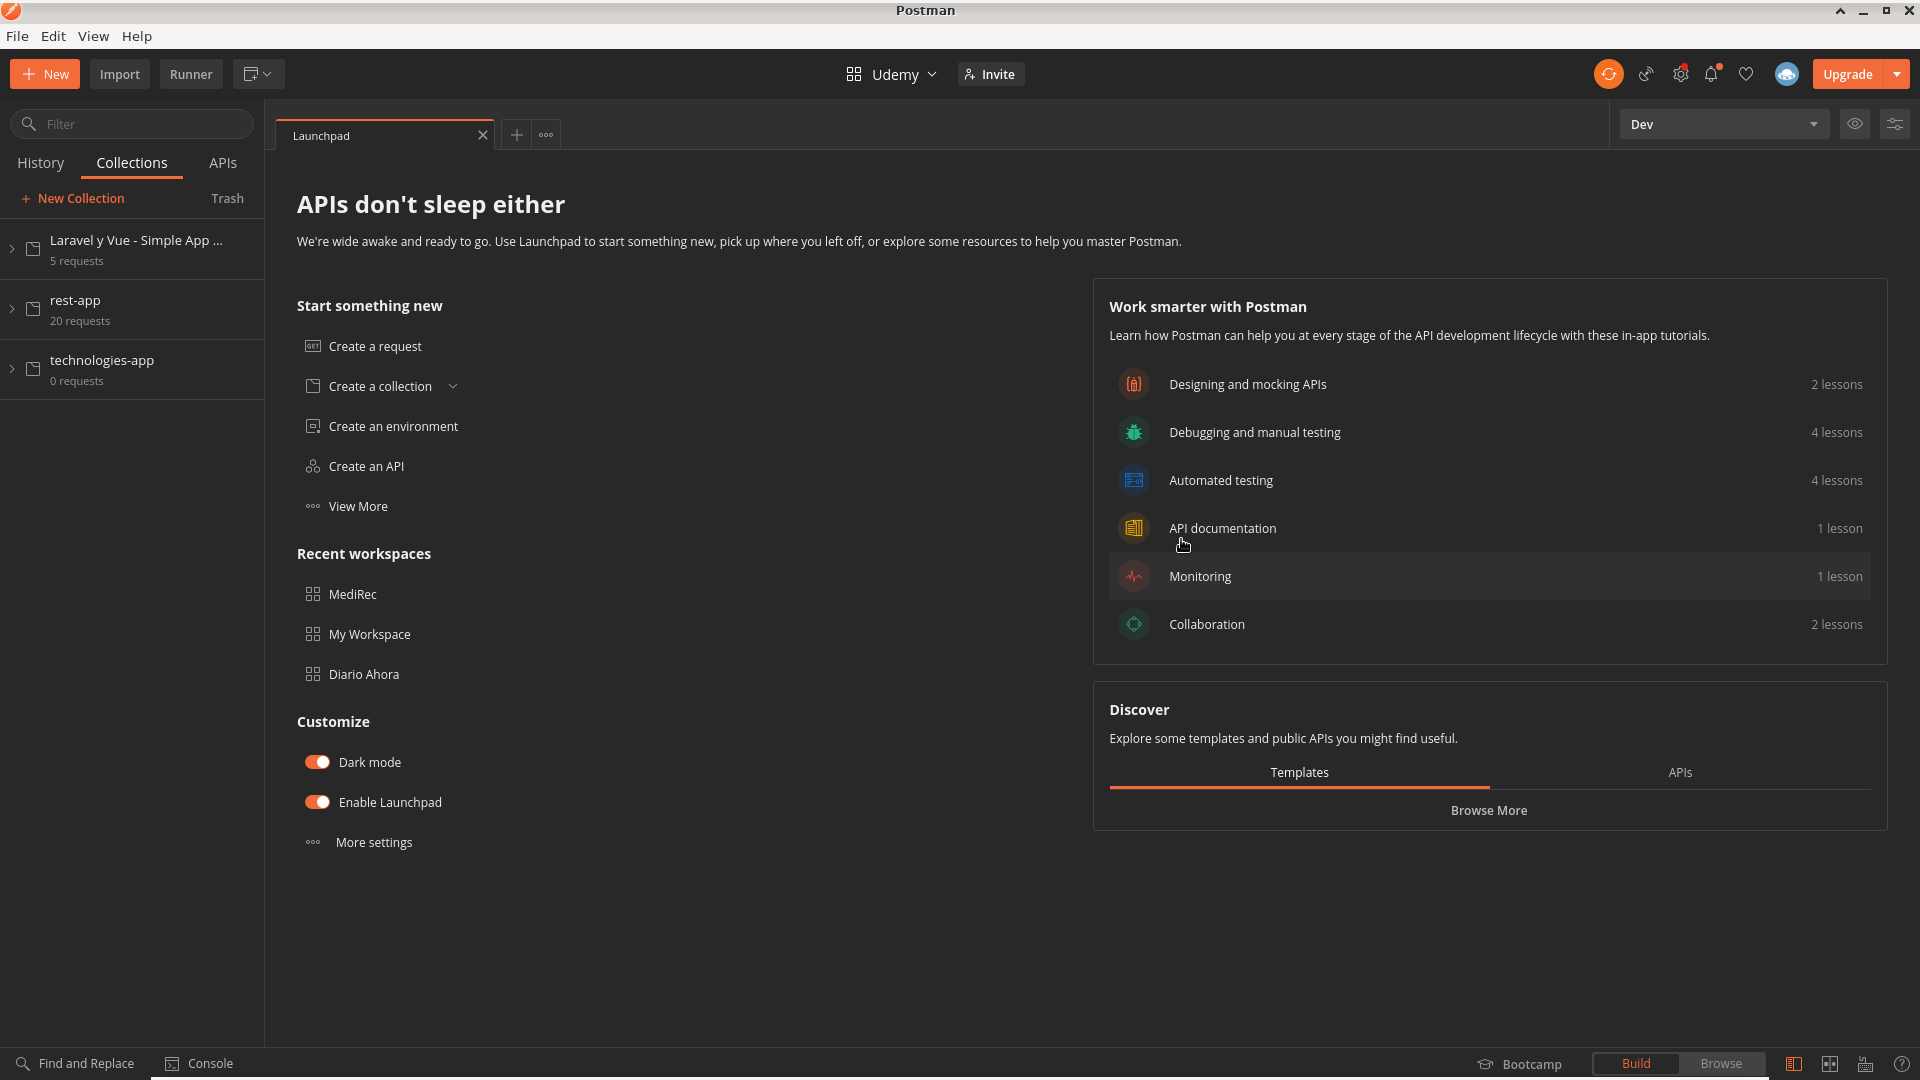 Postman
File Edit View Help
New Import Runner Udemy Invite Upgrade
Filter
History Collections APIs
New Collection Trash
Laravel y Vue - Simple App ...
5 requests
rest-app
20 requests
technologies-app
0 requests
Launchpad
Dev
APIs don't sleep either
We're wide awake and ready to go. Use Launchpad to start something new, pick up where you left off, or explore some resources to help you master Postman.
Start something new
GET Create a request
Create a collection
Create an environment
Create an API
View More
Recent workspaces
MediRec
My Workspace
Diario Ahora
Customize
Dark mode
Enable Launchpad
More settings
Work smarter with Postman
Learn how Postman can help you at every stage of the API development lifecycle with these in-app tutorials.
Designing and mocking APIs 2 lessons
Debugging and manual testing 4 lessons
Automated testing 4 lessons
API documentation 1 lesson
Monitoring 1 lesson
Collaboration 2 lessons
Discover
Explore some templates and public APIs you might find useful.
Templates APIs
Browse More
Find and Replace Console Bootcamp Build Browse